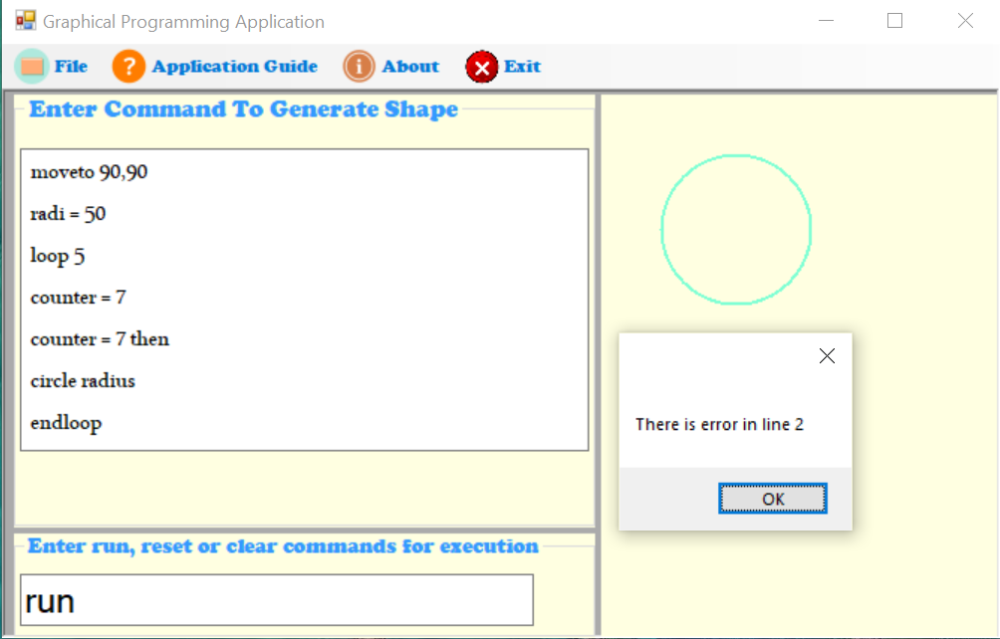 Graphical Programming Application
File Application Guide About Exit
Enter Command To Generate Shape
moveto 90,90
radi = 50
loop 5
counter = 7
counter = 7 then
circle radius
endloop
There is error in line 2
OK
Enter run, reset or clear commands for execution
run